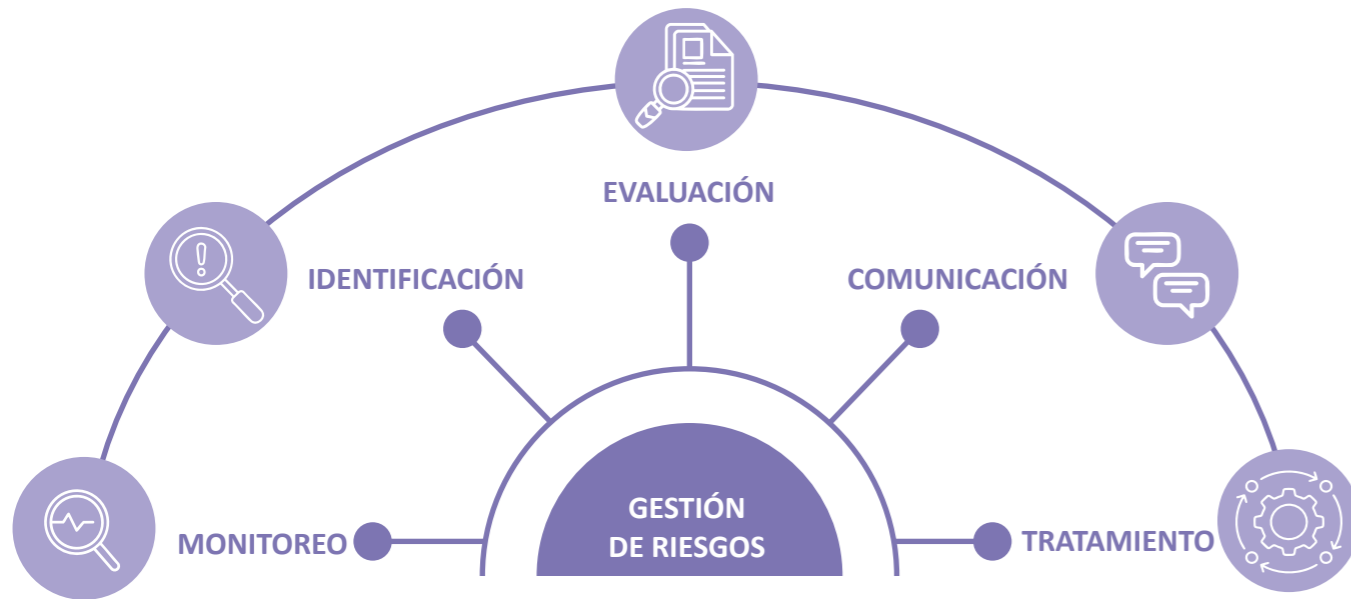 EVALUACIÓN
IDENTIFICACIÓN
COMUNICACIÓN
MONITOREO
GESTIÓN
DE RIESGOS
TRATAMIENTO